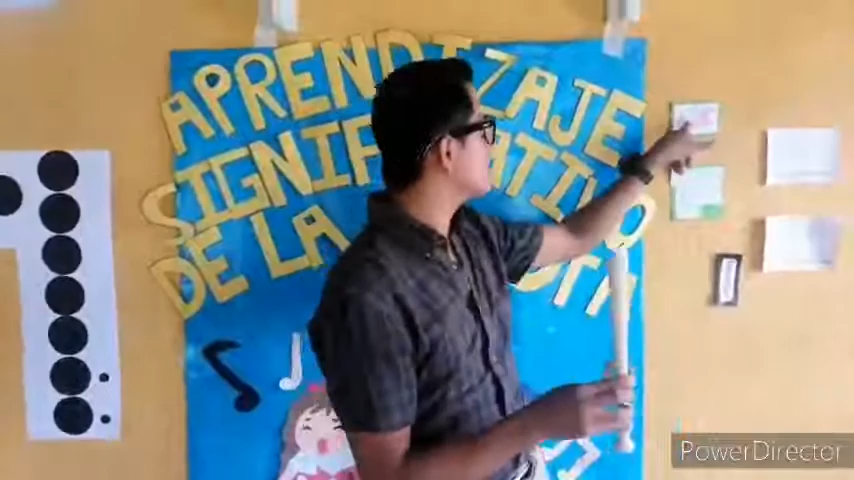 APRENDIZAJE
SIGNIFICATIVO
DE LA
PowerDirector